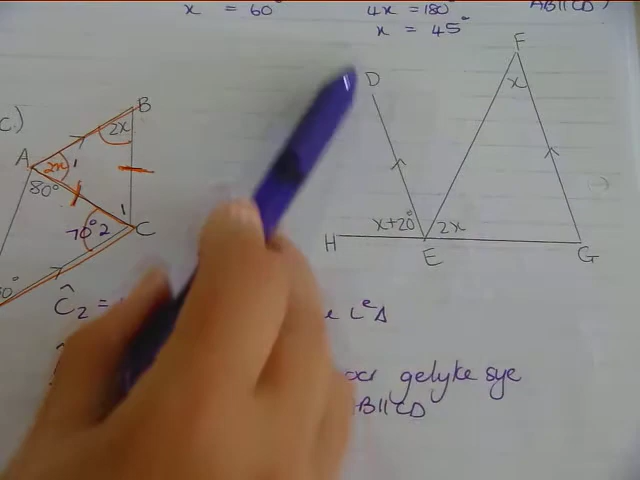 x = 60°
4x = 180°
AB||CD)
x = 45°
c.)
B
2x
A
2x 1
80°
1
70° 2
C
D
F
x
x+20°
2x
H
E
G
Ĉ₂ =
LᵉΔ
gelyke sye
AB||CD